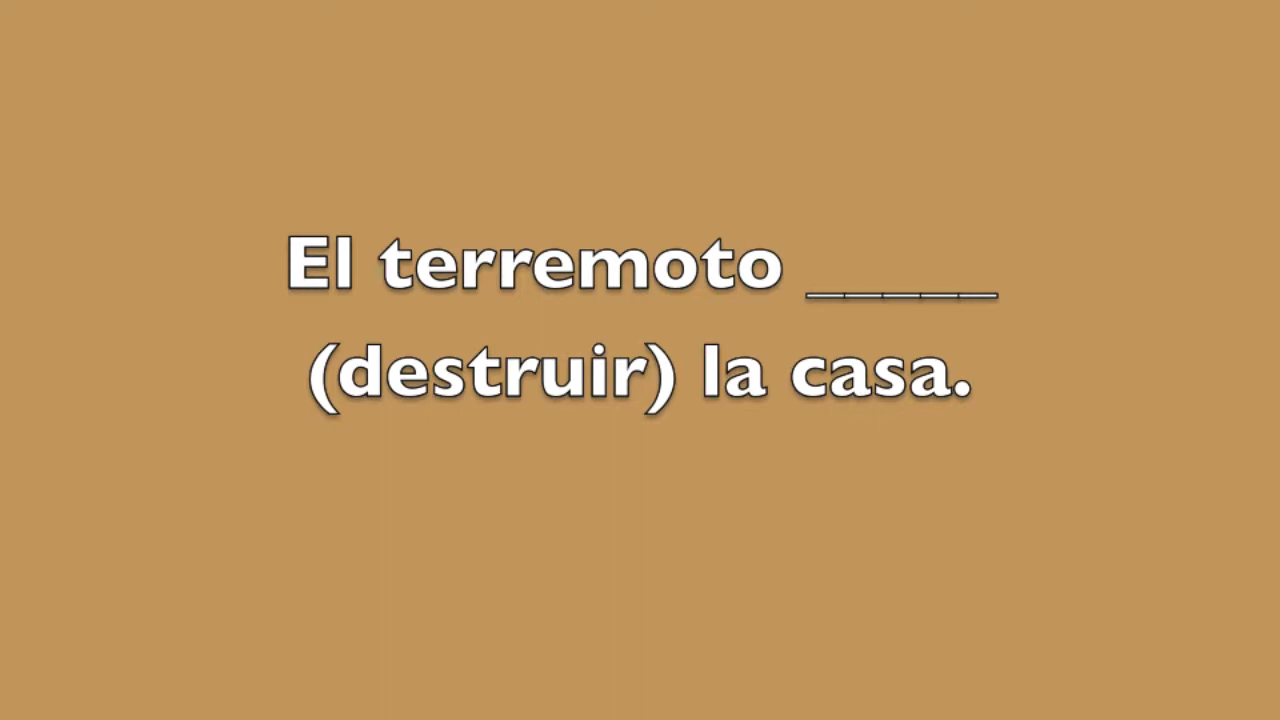 El terremoto _____
(destruir) la casa.